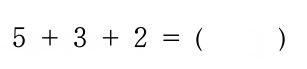 5 + 3 + 2 = (    )